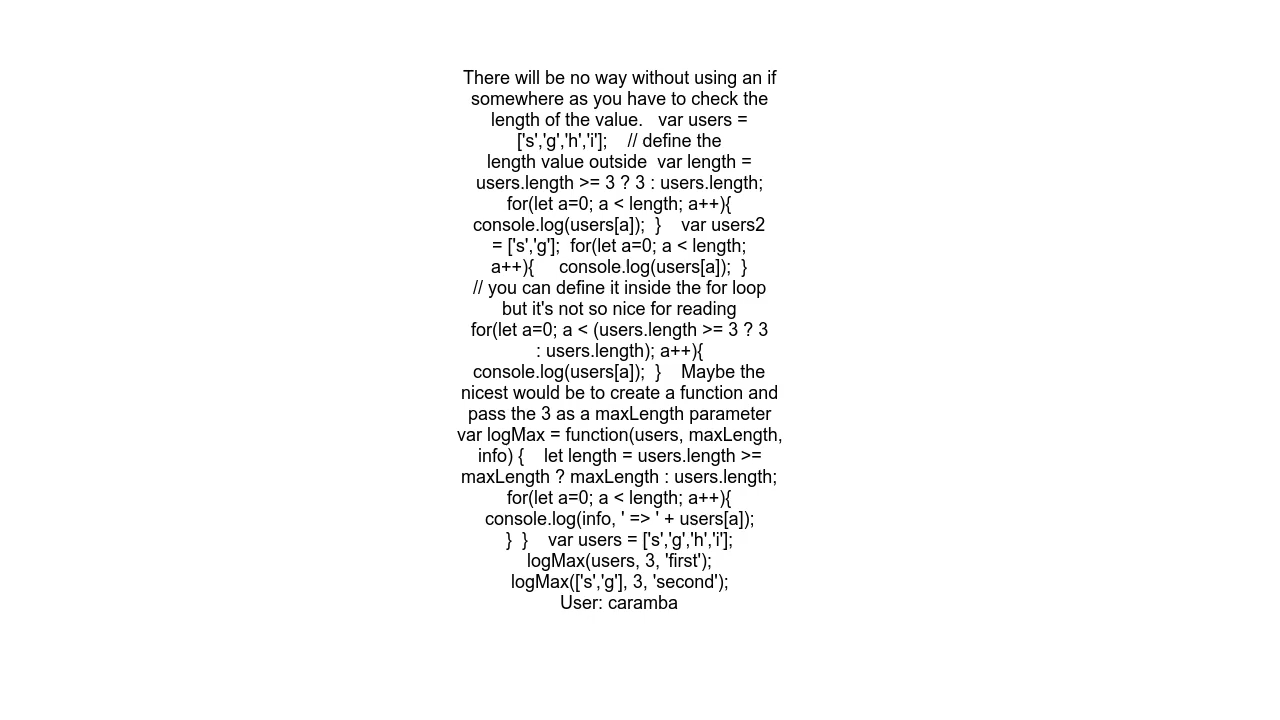 There will be no way without using an if
somewhere as you have to check the
length of the value.   var users =
['s','g','h','i'];    // define the
length value outside  var length =
users.length >= 3 ? 3 : users.length;
for(let a=0; a < length; a++){
console.log(users[a]);  }    var users2
= ['s','g'];  for(let a=0; a < length;
a++){     console.log(users[a]);  }
// you can define it inside the for loop
but it's not so nice for reading
for(let a=0; a < (users.length >= 3 ? 3
: users.length); a++){
console.log(users[a]);  }    Maybe the
nicest would be to create a function and
pass the 3 as a maxLength parameter
var logMax = function(users, maxLength,
info) {    let length = users.length >=
maxLength ? maxLength : users.length;
for(let a=0; a < length; a++){
console.log(info, ' => ' + users[a]);
}  }    var users = ['s','g','h','i'];
logMax(users, 3, 'first');
logMax(['s','g'], 3, 'second');
User: caramba